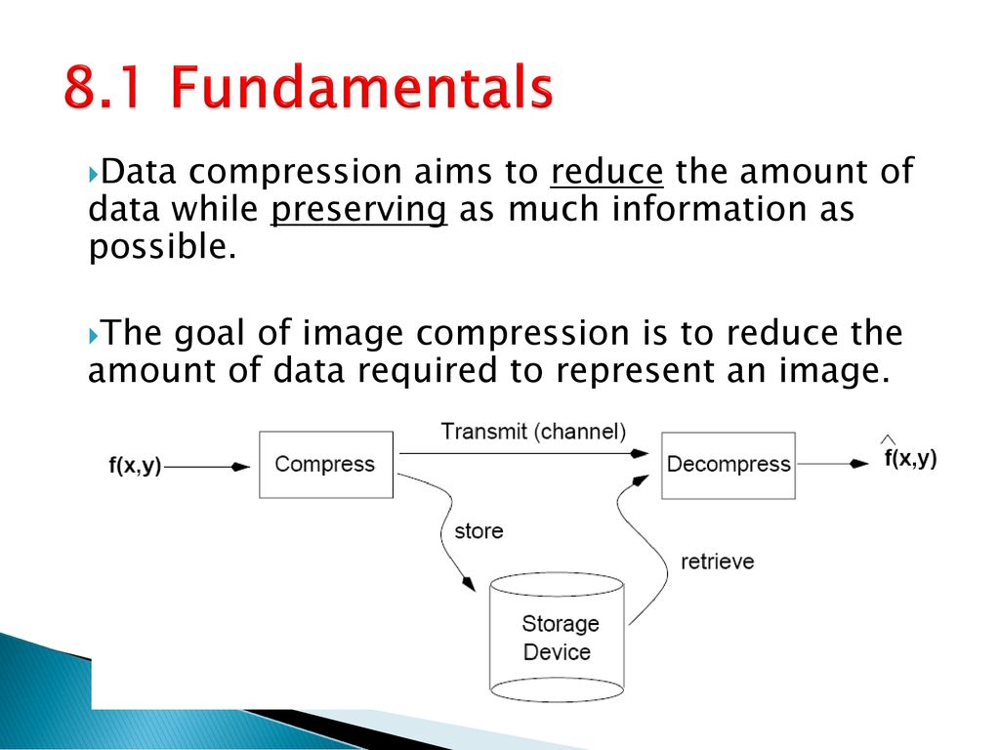 8.1 Fundamentals
Data compression aims to reduce the amount of
data while preserving as much information as
possible.
The goal of image compression is to reduce the
amount of data required to represent an image.
Transmit (channel)
f(x,y)
Compress
Decompress
^
f(x,y)
store
retrieve
Storage
Device